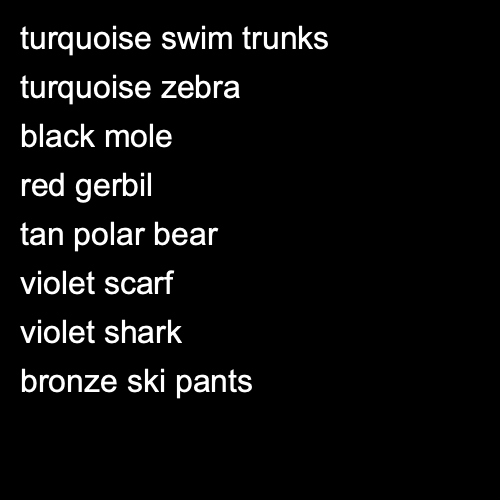 turquoise swim trunks
turquoise zebra
black mole
red gerbil
tan polar bear
violet scarf
violet shark
bronze ski pants